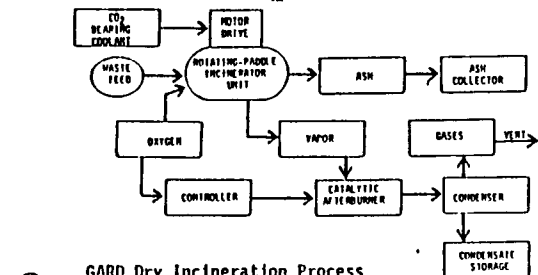 CO2
BEARING
COOLANT
MOTOR
DRIVE
WASTE
FEED
ROTATING-PADDLE
INCINERATOR
UNIT
ASH
ASH
COLLECTOR
OXYGEN
VAPOR
GASES
VENT
CONTROLLER
CATALYTIC
AFTERBURNER
CONDENSER
CONDENSATE
STORAGE
GARD Dry Incineration Process